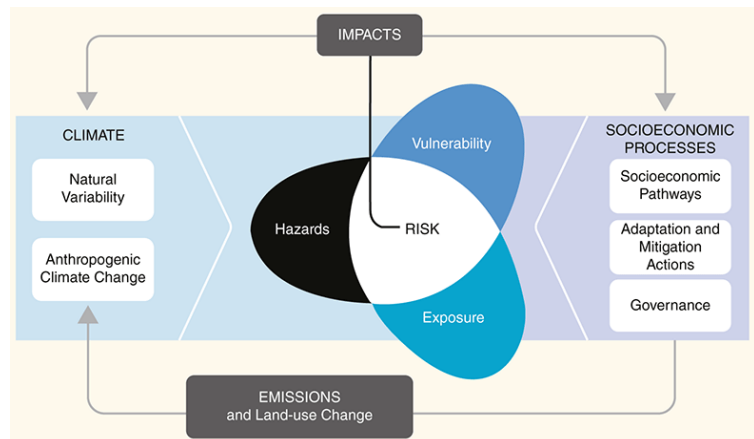 IMPACTS
CLIMATE
Natural
Variability
Anthropogenic
Climate Change
Vulnerability
Hazards
RISK
Exposure
SOCIOECONOMIC
PROCESSES
Socioeconomic
Pathways
Adaptation and
Mitigation
Actions
Governance
EMISSIONS
and Land-use Change